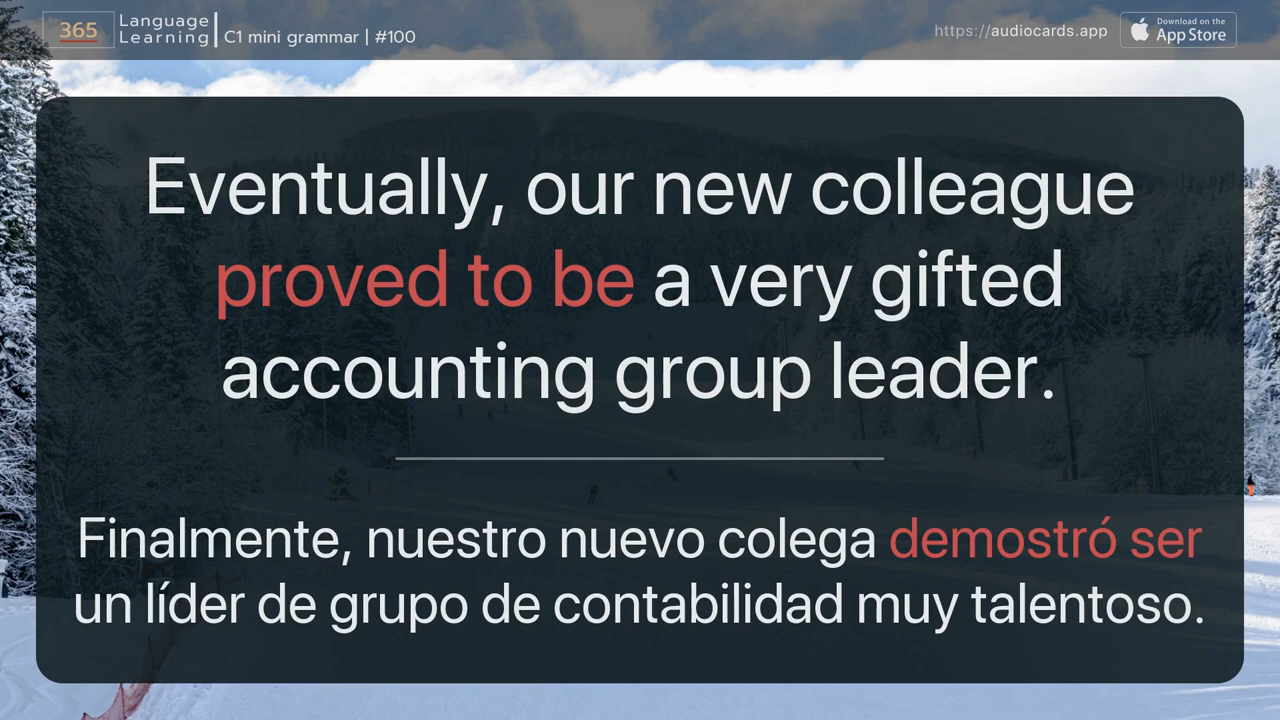 365
Language
Learning
C1 mini grammar | #100
https://audiocards.app
Download on the
App Store
Eventually, our new colleague
proved to be a very gifted
accounting group leader.
Finalmente, nuestro nuevo colega demostró ser
un líder de grupo de contabilidad muy talentoso.